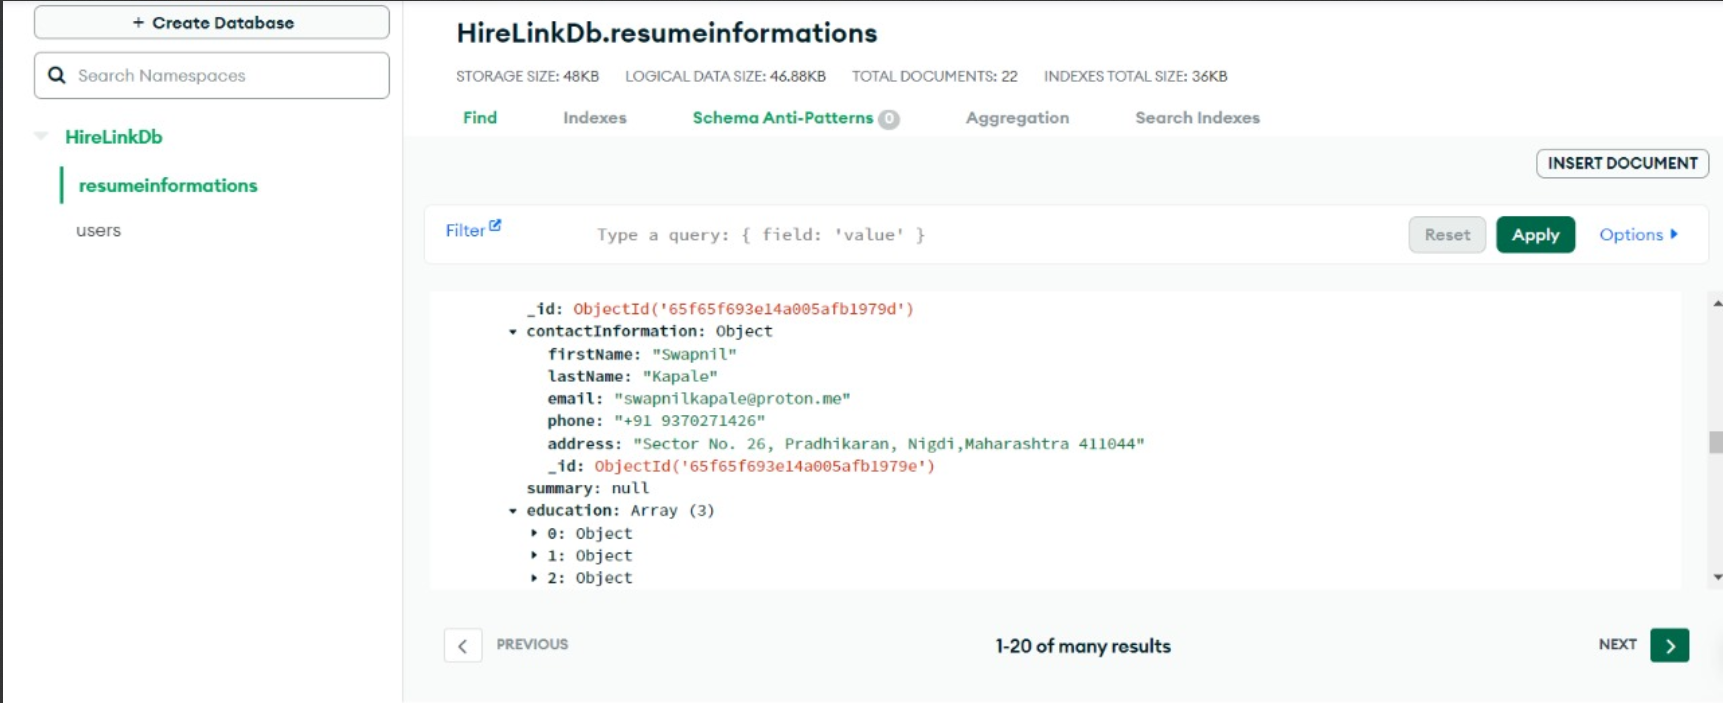 + Create Database
Search Namespaces
HireLinkDb
resumeinformations
users
HireLinkDb.resumeinformations
STORAGE SIZE: 48KB LOGICAL DATA SIZE: 46.88KB TOTAL DOCUMENTS: 22 INDEXES TOTAL SIZE: 36KB
Find Indexes Schema Anti-Patterns 0 Aggregation Search Indexes
INSERT DOCUMENT
Filter Type a query: { field: 'value' } Reset Apply Options
_id: ObjectId('65f65f693e14a005afb1979d')
contactInformation: Object
firstName: "Swapnil"
lastName: "Kapale"
email: "swapnilkapale@proton.me"
phone: "+91 9370271426"
address: "Sector No. 26, Pradhikaran, Nigdi,Maharashtra 411044"
_id: ObjectId('65f65f693e14a005afb1979e')
summary: null
education: Array (3)
0: Object
1: Object
2: Object
PREVIOUS 1-20 of many results NEXT